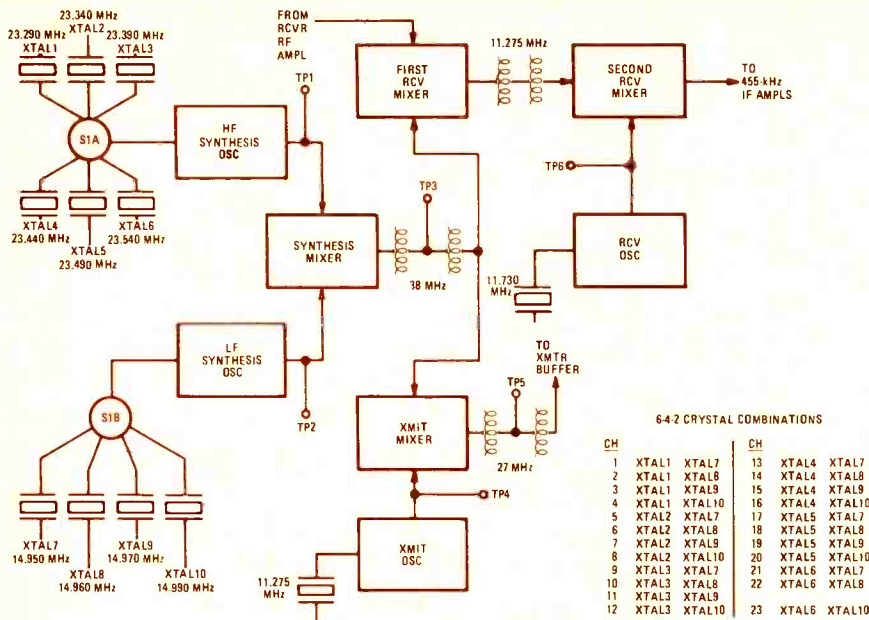 23.340 MHz
23.290 MHz XTAL2 23.390 MHz
XTAL1 XTAL3
S1A
XTAL4 XTAL6
23.440 MHz 23.540 MHz
XTAL5
23.490 MHz
HF
SYNTHESIS
OSC
TP1
FROM
RCVR
RF
AMPL
FIRST
RCV
MIXER
11.275 MHz
SECOND
RCV
MIXER
TO
455-kHz
IF AMPLS
TP6
TP3
SYNTHESIS
MIXER
38 MHz
RCV
OSC
11.730
MHz
LF
SYNTHESIS
OSC
TP2
S1B
XTAL7 XTAL9
14.950 MHz 14.970 MHz
XTAL8 XTAL10
14.960 MHz 14.990 MHz
TO
XMTR
BUFFER
TP5
XMIT
MIXER
27 MHz
TP4
XMIT
OSC
11.275
MHz
6-4-2 CRYSTAL COMBINATIONS
CH CH
1 XTAL1 XTAL7 13 XTAL4 XTAL7
2 XTAL1 XTAL8 14 XTAL4 XTAL8
3 XTAL1 XTAL9 15 XTAL4 XTAL9
4 XTAL1 XTAL10 16 XTAL4 XTAL10
5 XTAL2 XTAL7 17 XTAL5 XTAL7
6 XTAL2 XTAL8 18 XTAL5 XTAL8
7 XTAL2 XTAL9 19 XTAL5 XTAL9
8 XTAL2 XTAL10 20 XTAL5 XTAL10
9 XTAL3 XTAL7 21 XTAL6 XTAL7
10 XTAL3 XTAL8 22 XTAL6 XTAL8
11 XTAL3 XTAL9
12 XTAL3 XTAL10 23 XTAL6 XTAL10